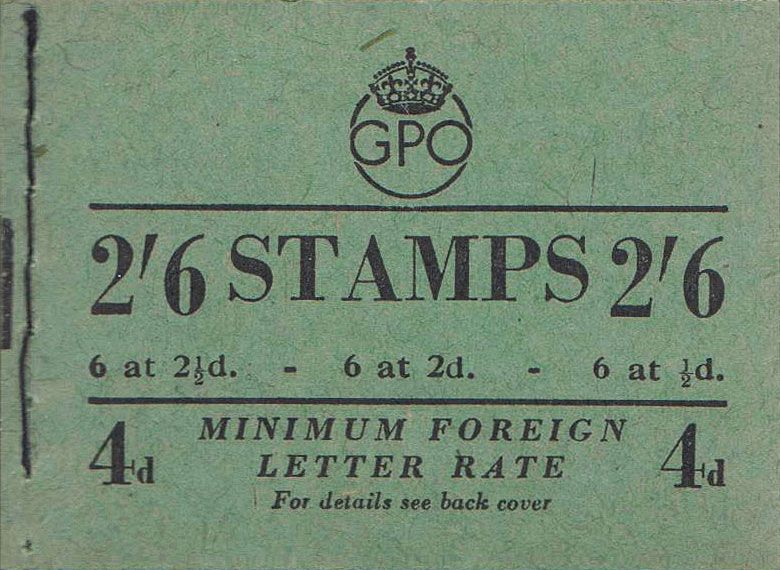 GPO
2'6 STAMPS 2'6
6 at 2½d. - 6 at 2d. - 6 at ½d.
4d MINIMUM FOREIGN 4d
LETTER RATE
For details see back cover